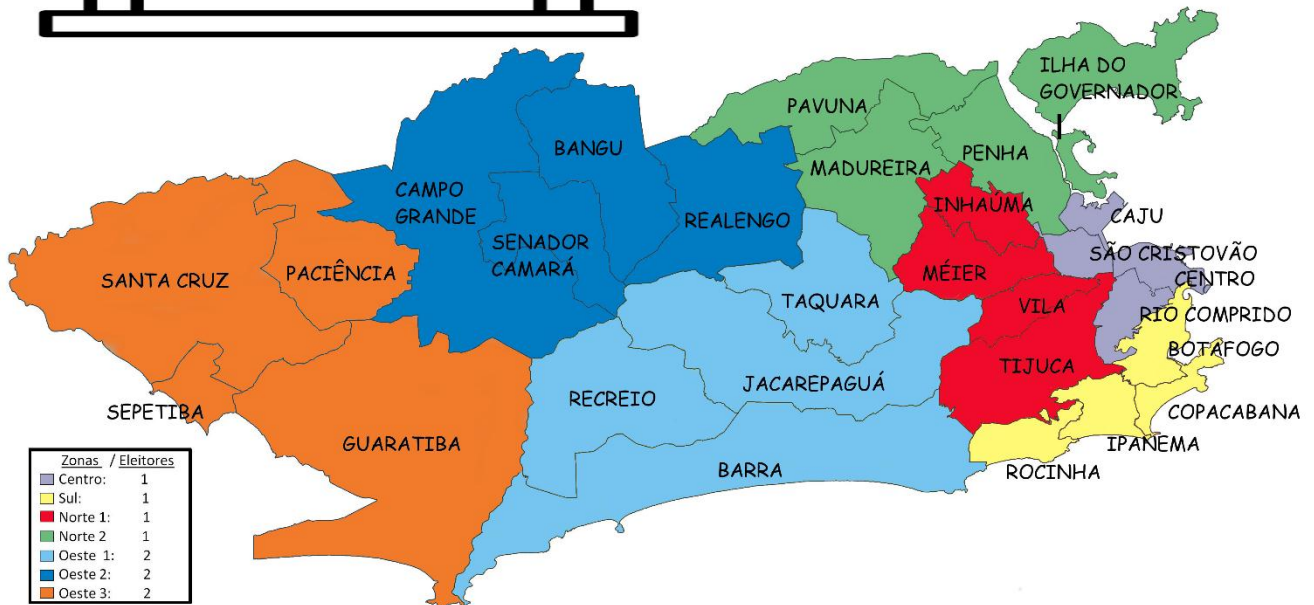 ILHA DO
GOVERNADOR
PAVUNA
BANGU
MADUREIRA
PENHA
CAMPO
GRANDE
REALENGO
INHAÚMA
CAJU
SENADOR
CAMARÁ
SÃO CRISTOVÃO
SANTA CRUZ
PACIÊNCIA
MÉIER
CENTRO
TAQUARA
VILA
RIO COMPRIDO
BOTAFOGO
TIJUCA
JACAREPAGUÁ
RECREIO
SEPETIBA
COPACABANA
GUARATIBA
IPANEMA
BARRA
ROCINHA
Zonas / Eleitores
Centro: 1
Sul: 1
Norte 1: 1
Norte 2 1
Oeste 1: 2
Oeste 2: 2
Oeste 3: 2